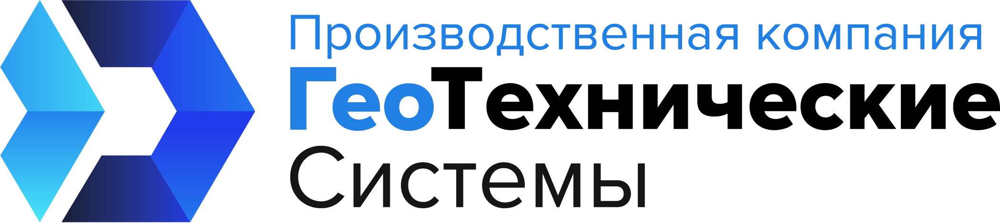 Производственная компания
ГеоТехнические
Системы